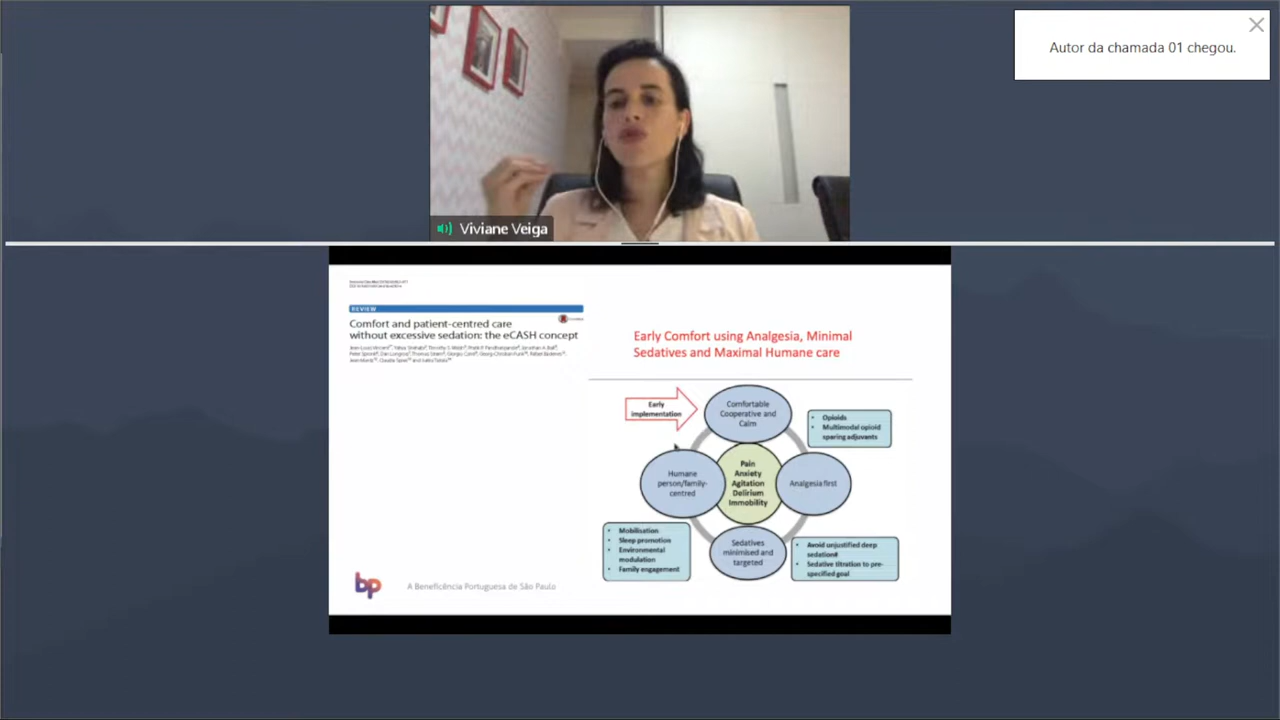 Autor da chamada 01 chegou.
Viviane Veiga
REVIEW
Comfort and patient-centred care
without excessive sedation: the eCASH concept
Early Comfort using Analgesia, Minimal
Sedatives and Maximal Humane care
Early
implementation
Comfortable
Cooperative and
Calm
• Opioids
• Multimodal opioid
sparing adjuvants
Humane
person/family-
centred
Pain
Anxiety
Agitation
Delirium
Immobility
Analgesia first
• Mobilisation
• Sleep promotion
• Environmental
modulation
• Family engagement
Sedatives
minimised and
targeted
• Avoid unjustified deep
sedation#
• Sedative titration to pre-
specified goal
bp
A Beneficência Portuguesa de São Paulo